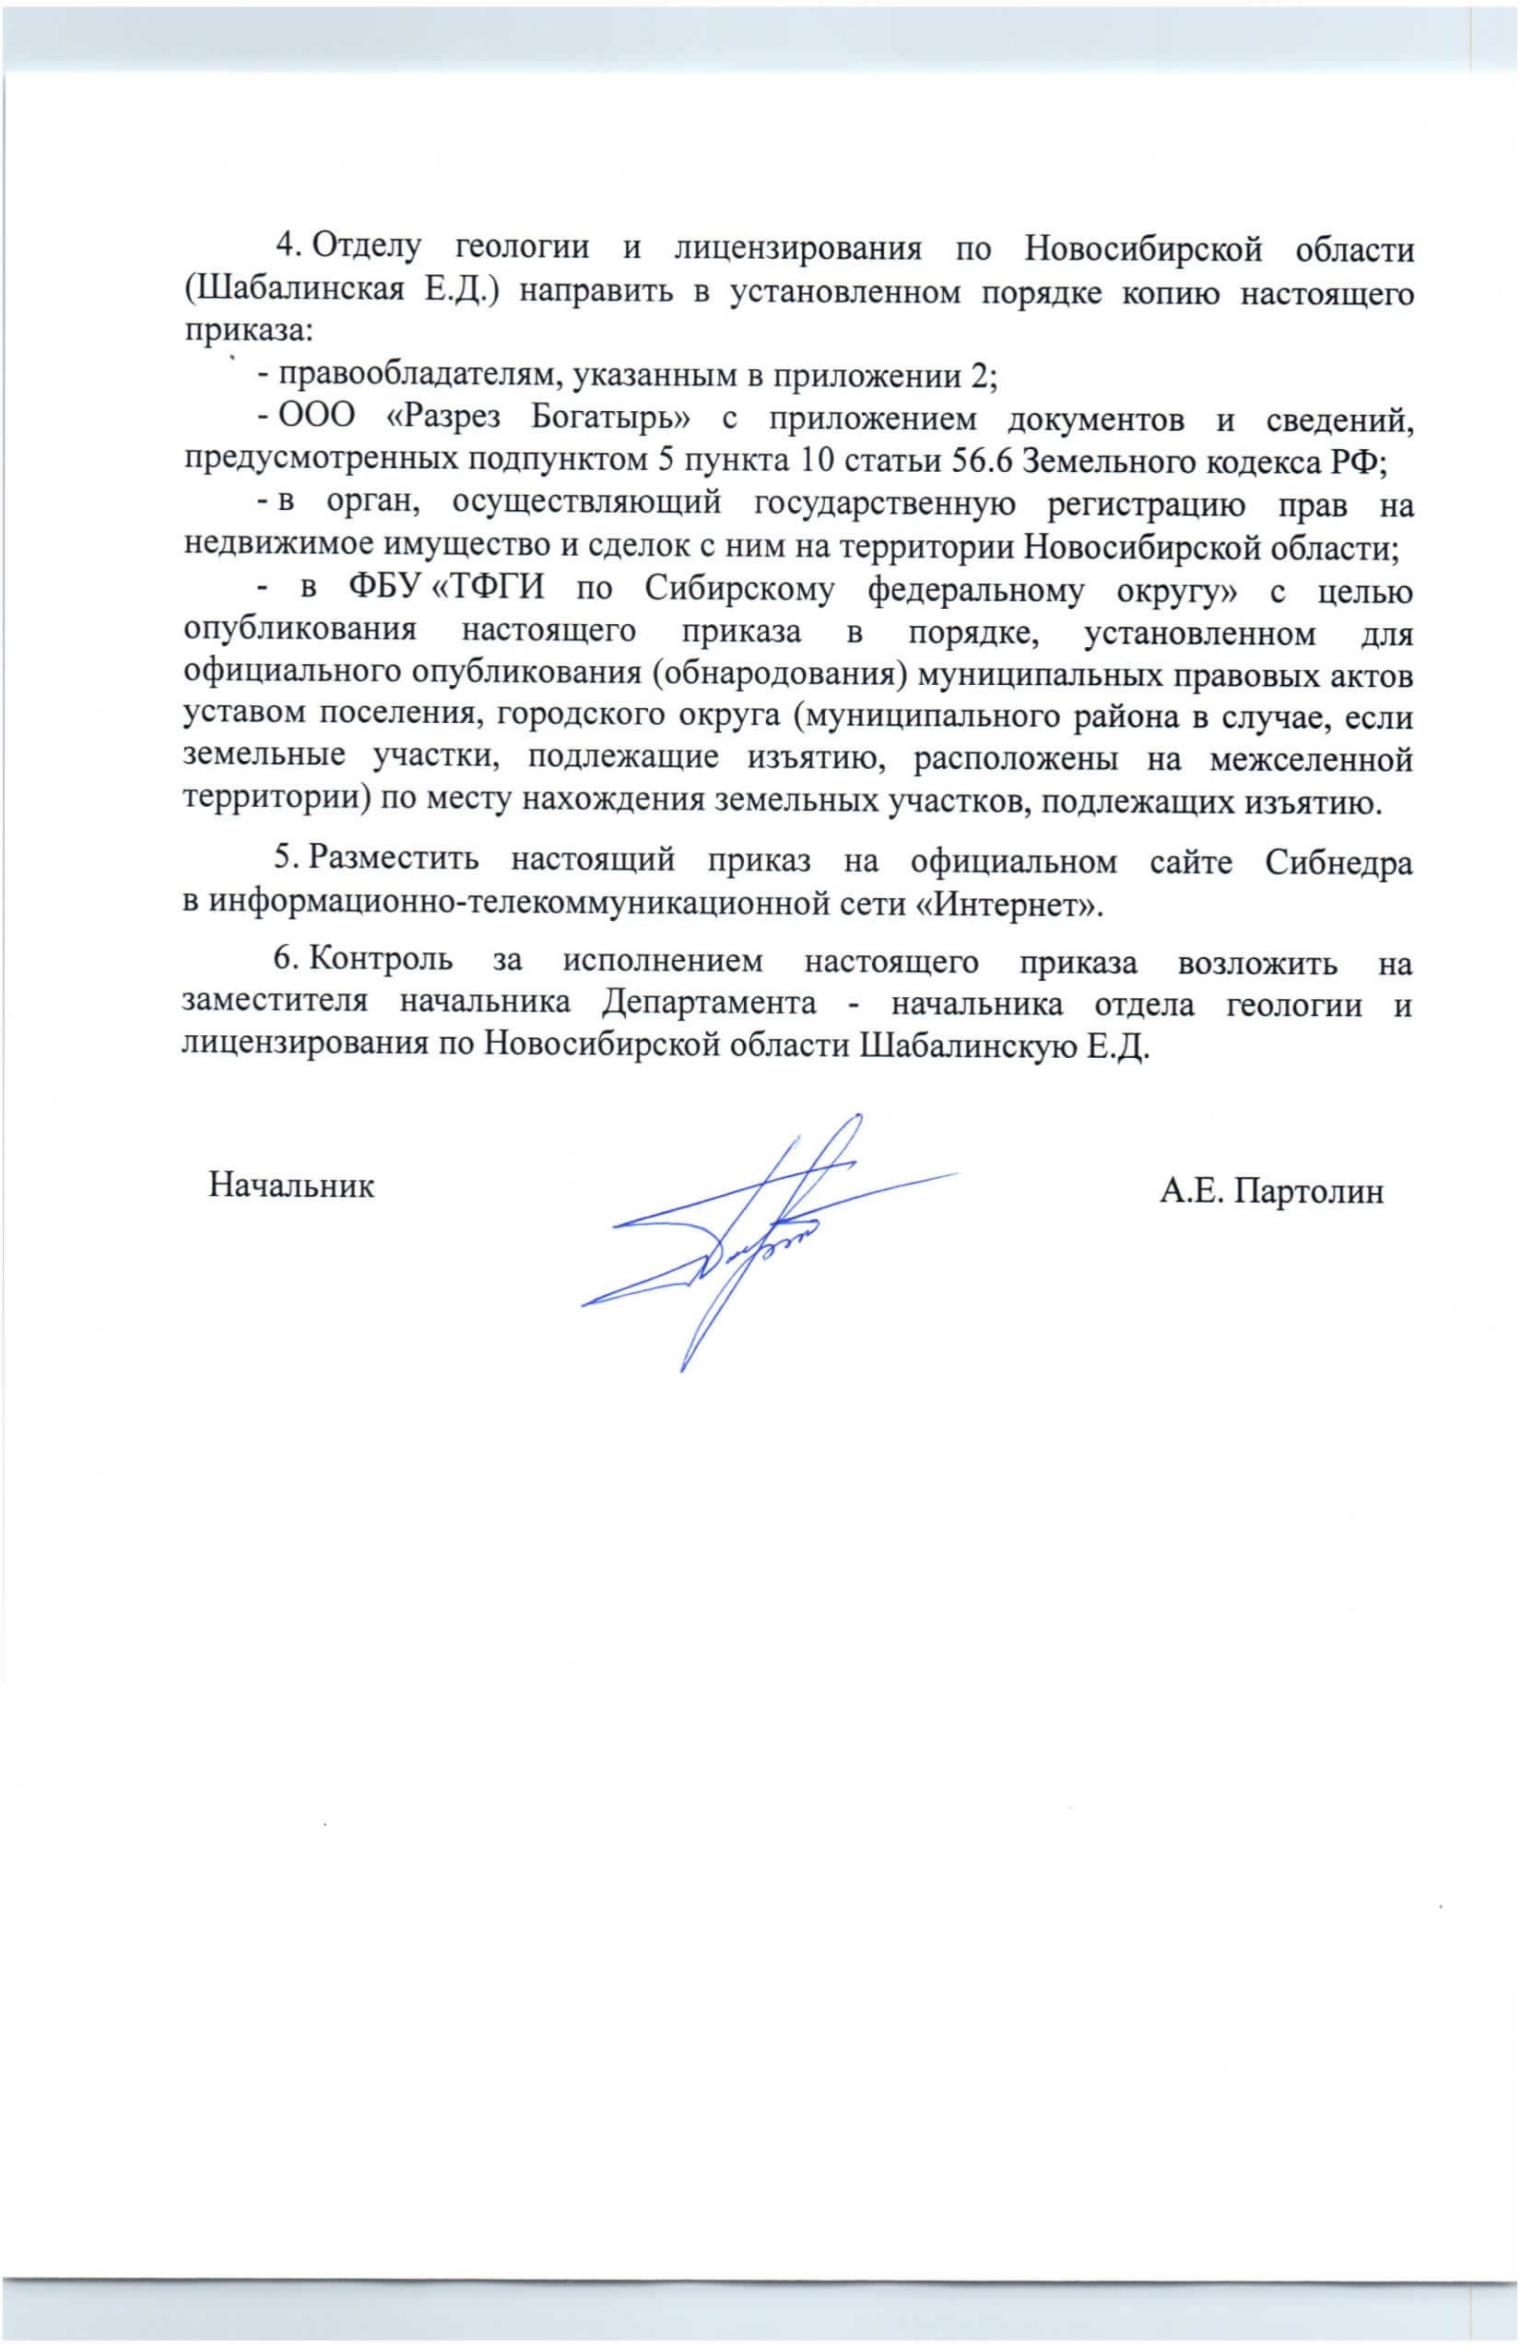 4. Отделу геологии и лицензирования по Новосибирской области
(Шабалинская Е.Д.) направить в установленном порядке копию настоящего
приказа:
- правообладателям, указанным в приложении 2;
- ООО «Разрез Богатырь» с приложением документов и сведений,
предусмотренных подпунктом 5 пункта 10 статьи 56.6 Земельного кодекса РФ;
- в орган, осуществляющий государственную регистрацию прав на
недвижимое имущество и сделок с ним на территории Новосибирской области;
- в ФБУ «ТФГИ по Сибирскому федеральному округу» с целью
опубликования настоящего приказа в порядке, установленном для
официального опубликования (обнародования) муниципальных правовых актов
уставом поселения, городского округа (муниципального района в случае, если
земельные участки, подлежащие изъятию, расположены на межселенной
территории) по месту нахождения земельных участков, подлежащих изъятию.
5. Разместить настоящий приказ на официальном сайте Сибнедра
в информационно-телекоммуникационной сети «Интернет».
6. Контроль за исполнением настоящего приказа возложить на
заместителя начальника Департамента - начальника отдела геологии и
лицензирования по Новосибирской области Шабалинскую Е.Д.
Начальник
А.Е. Партолин